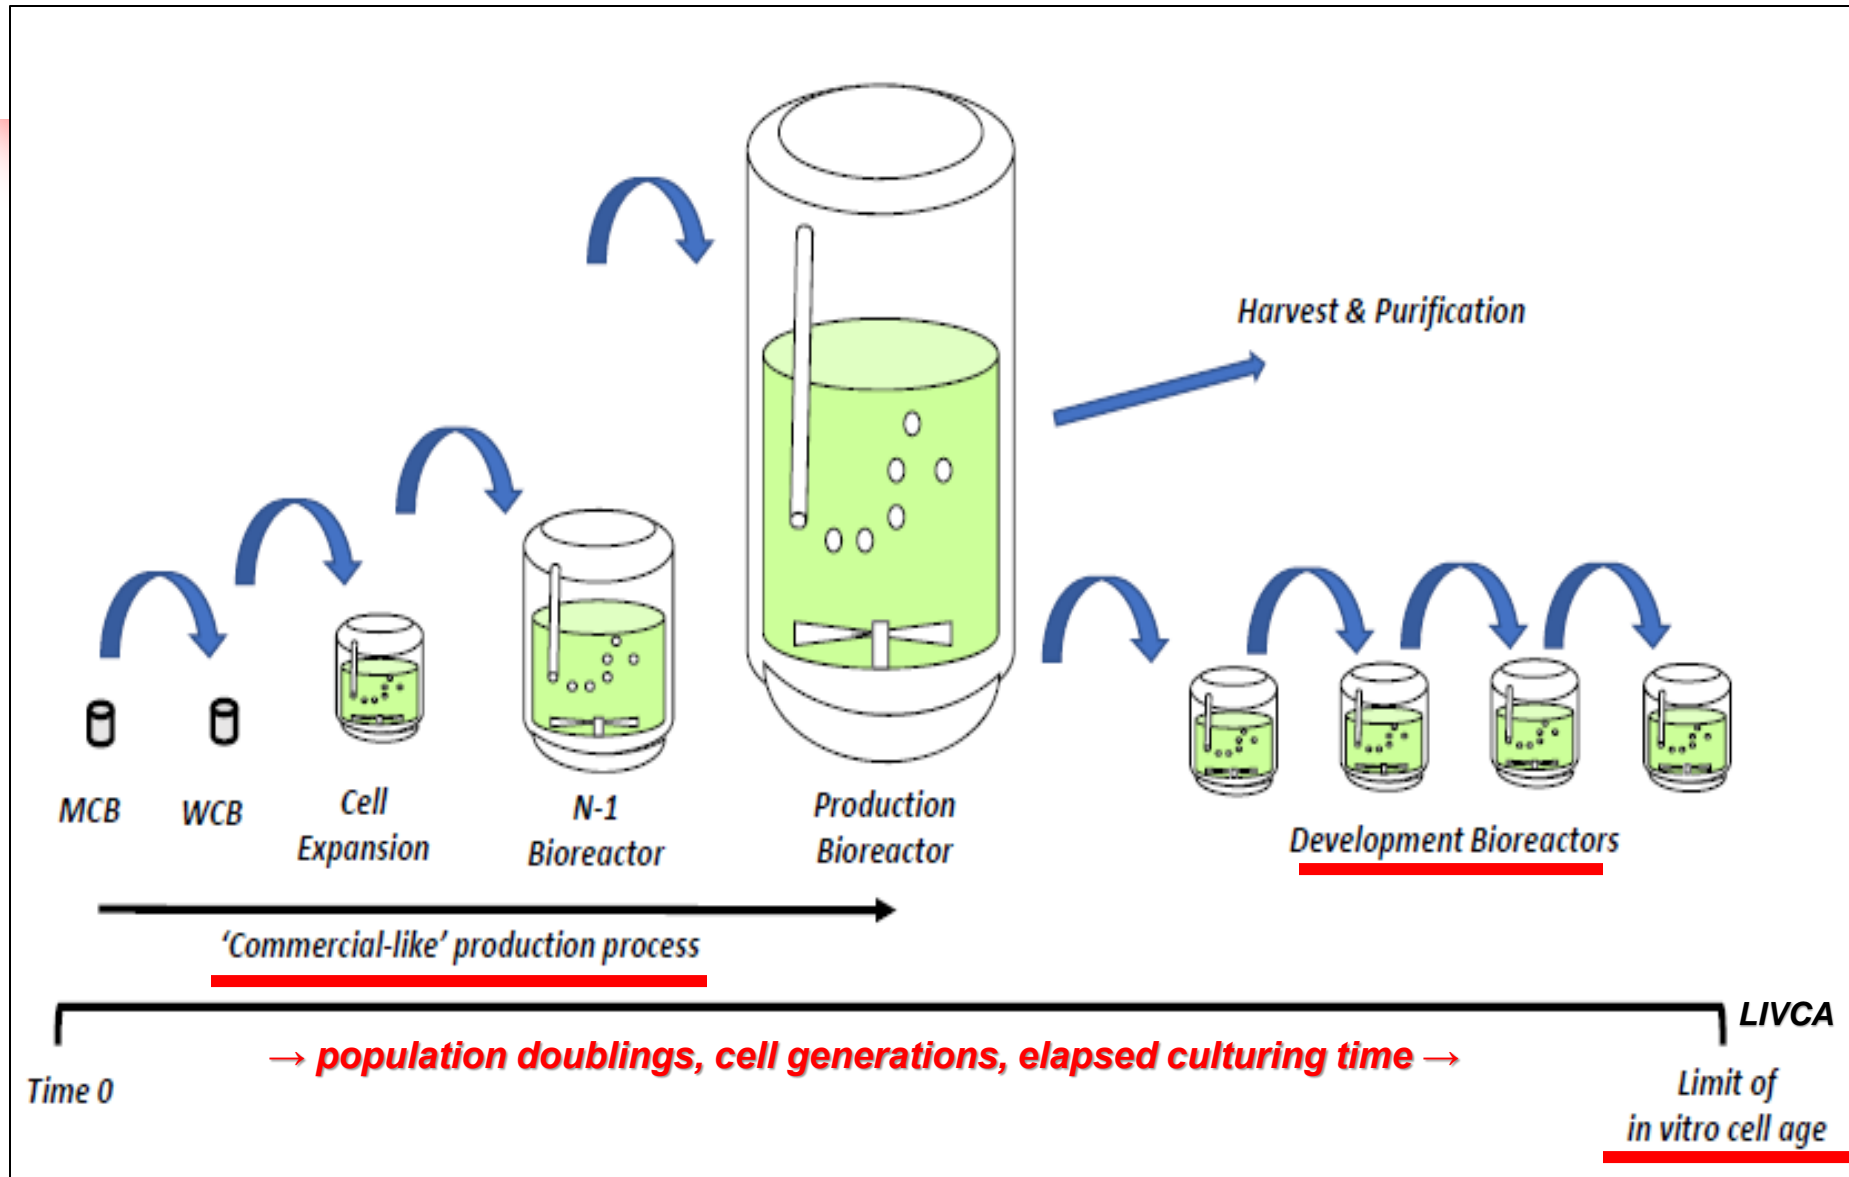 Harvest & Purification
MCB
WCB
Cell
Expansion
N-1
Bioreactor
Production
Bioreactor
Development Bioreactors
‘Commercial-like’ production process
LIVCA
→ population doublings, cell generations, elapsed culturing time →
Time 0
Limit of
in vitro cell age